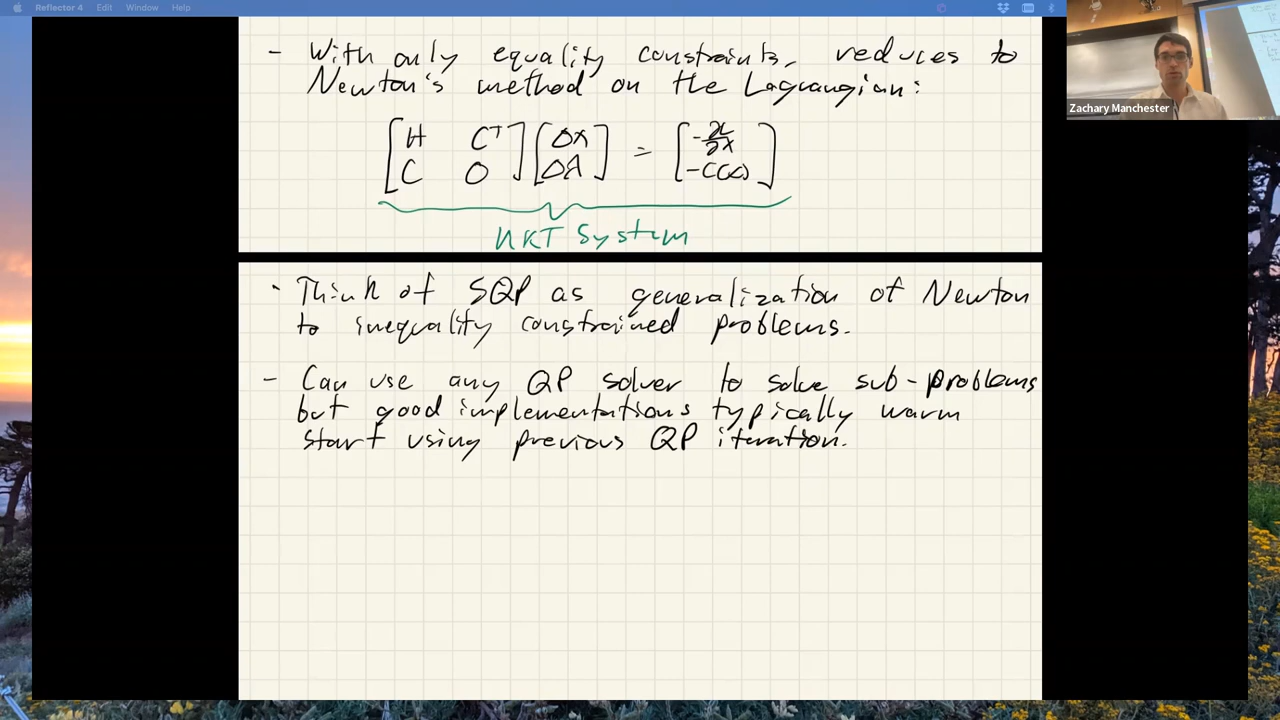 Reflector 4 Edit Window Help
- With only equality constraints, reduces to
Newton's method on the Lagrangian:
[H C^T; C 0] [Δx; Δλ] = [-∂L/∂x; -C(x)]
KKT System
· Think of SQP as generalization of Newton
to inequality constrained problems.
- Can use any QP solver to solve sub-problems
but good implementations typically warm
start using previous QP iteration.
Zachary Manchester